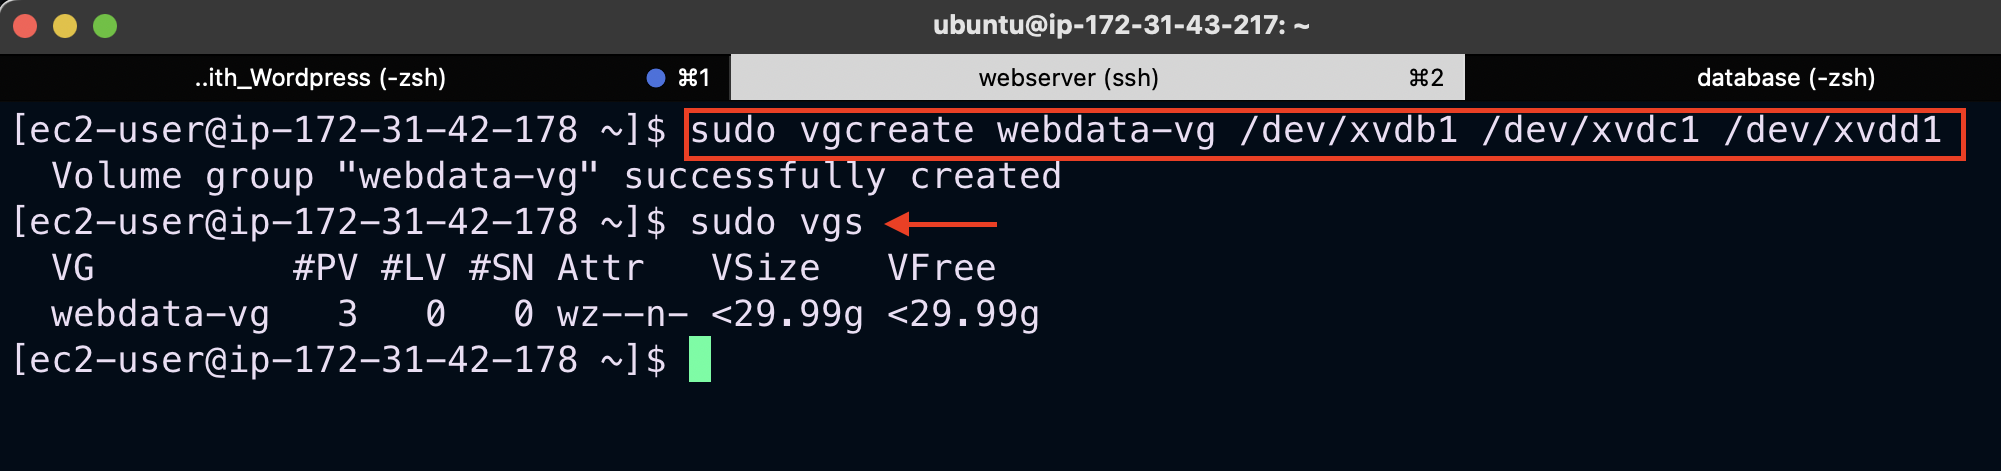 ubuntu@ip-172-31-43-217: ~
..ith_Wordpress (-zsh) ⌘1 webserver (ssh) ⌘2 database (-zsh)
[ec2-user@ip-172-31-42-178 ~]$ sudo vgcreate webdata-vg /dev/xvdb1 /dev/xvdc1 /dev/xvdd1
  Volume group "webdata-vg" successfully created
[ec2-user@ip-172-31-42-178 ~]$ sudo vgs
  VG         #PV #LV #SN Attr   VSize   VFree
  webdata-vg   3   0   0 wz--n- <29.99g <29.99g
[ec2-user@ip-172-31-42-178 ~]$